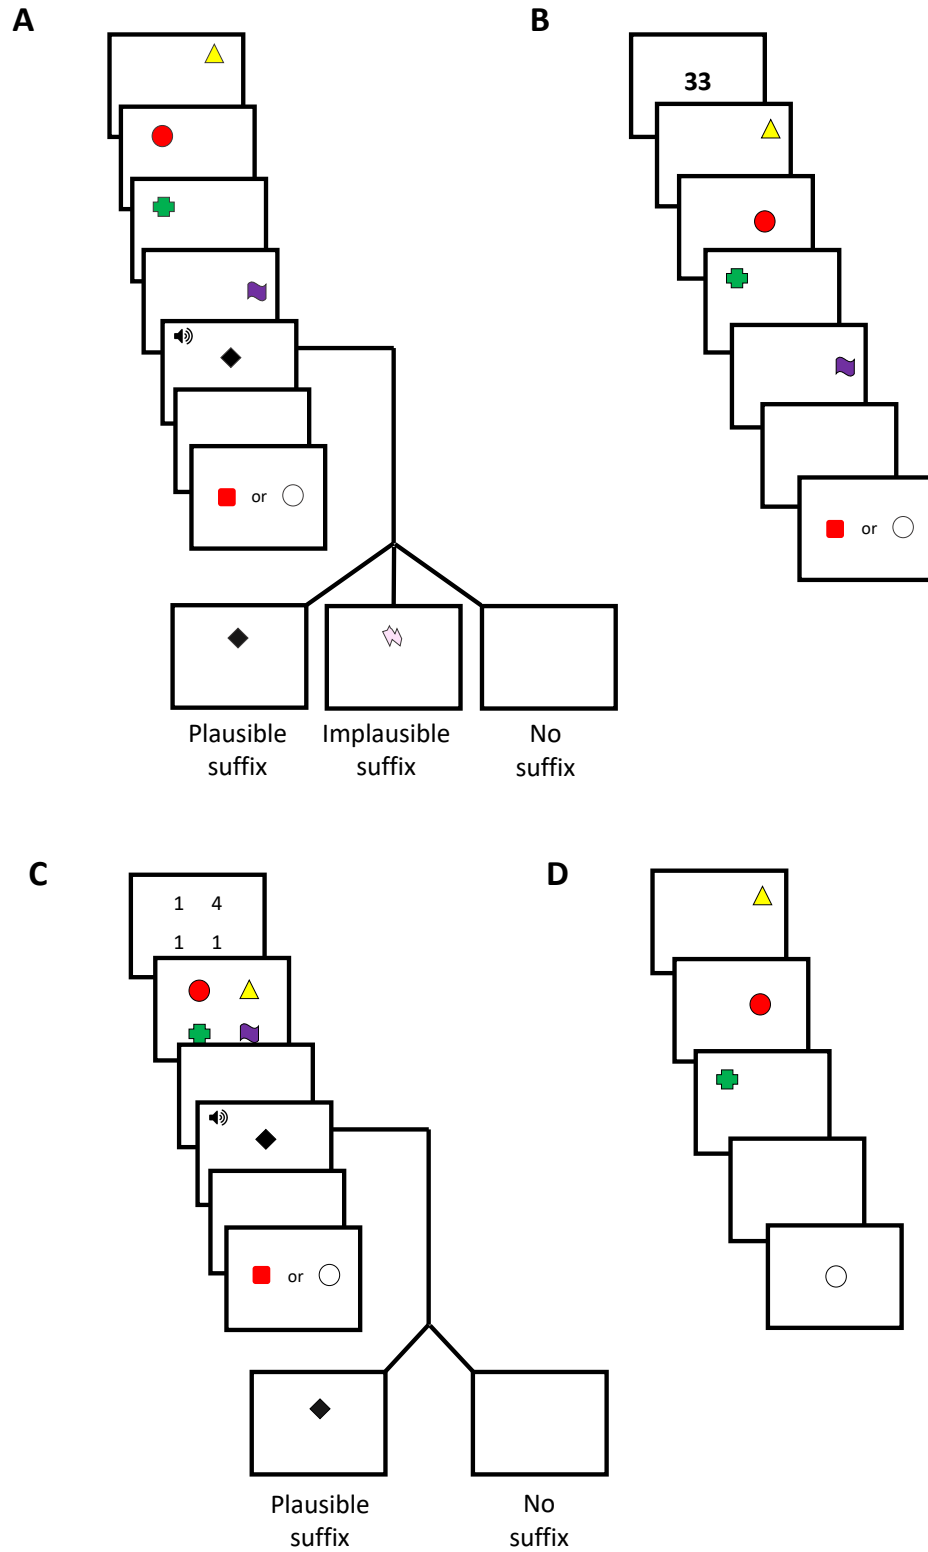 A
or
Plausible suffix
Implausible suffix
No suffix
B
33
or
C
1 4
1 1
or
Plausible suffix
No suffix
D